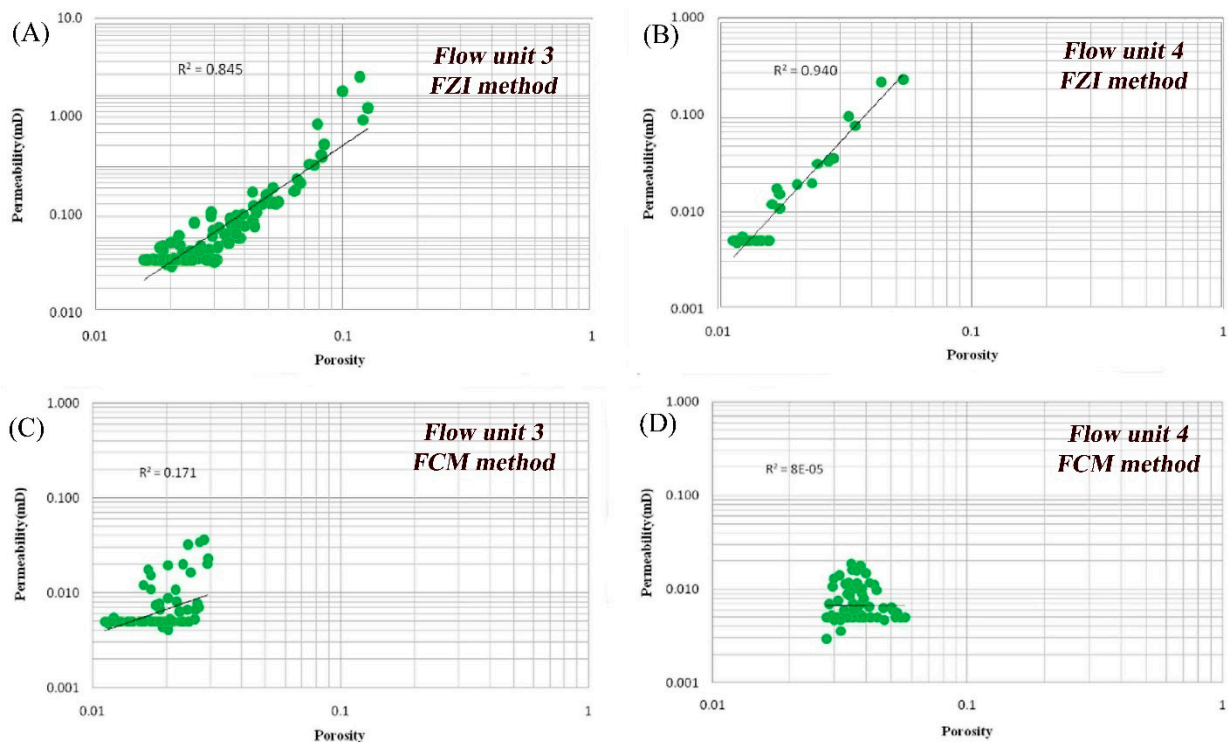 (A)
10.0
1.000
0.100
0.010
Permeability(mD)
R² = 0.845
Flow unit 3
FZI method
0.01
0.1
1
Porosity
(B)
1.000
0.100
0.010
0.001
Permeability(mD)
R² = 0.940
Flow unit 4
FZI method
0.01
0.1
1
Porosity
(C)
1.000
0.100
0.010
0.001
Permeability(mD)
R² = 0.171
Flow unit 3
FCM method
0.01
0.1
1
Porosity
(D)
1.000
0.100
0.010
0.001
Permeability(mD)
R² = 8E-05
Flow unit 4
FCM method
0.01
0.1
1
Porosity